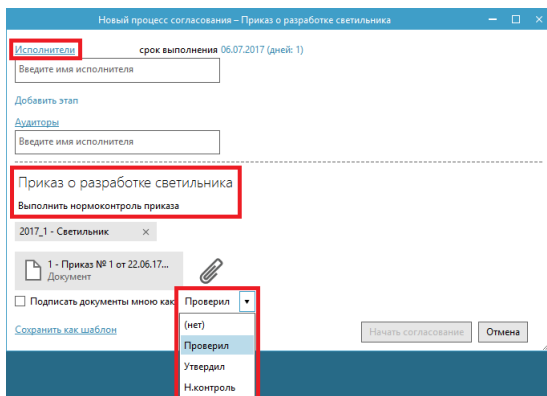 Новый процесс согласования – Приказ о разработке светильника
Исполнители срок выполнения 06.07.2017 (дней: 1)
Введите имя исполнителя
Добавить этап
Аудиторы
Введите имя исполнителя
Приказ о разработке светильника
Выполнить нормоконтроль приказа
2017_1 - Светильник ×
1 - Приказ № 1 от 22.06.17...
Документ
Подписать документы мною как Проверил
(нет)
Сохранить как шаблон Начать согласование Отмена
Проверил
Утвердил
Н.контроль